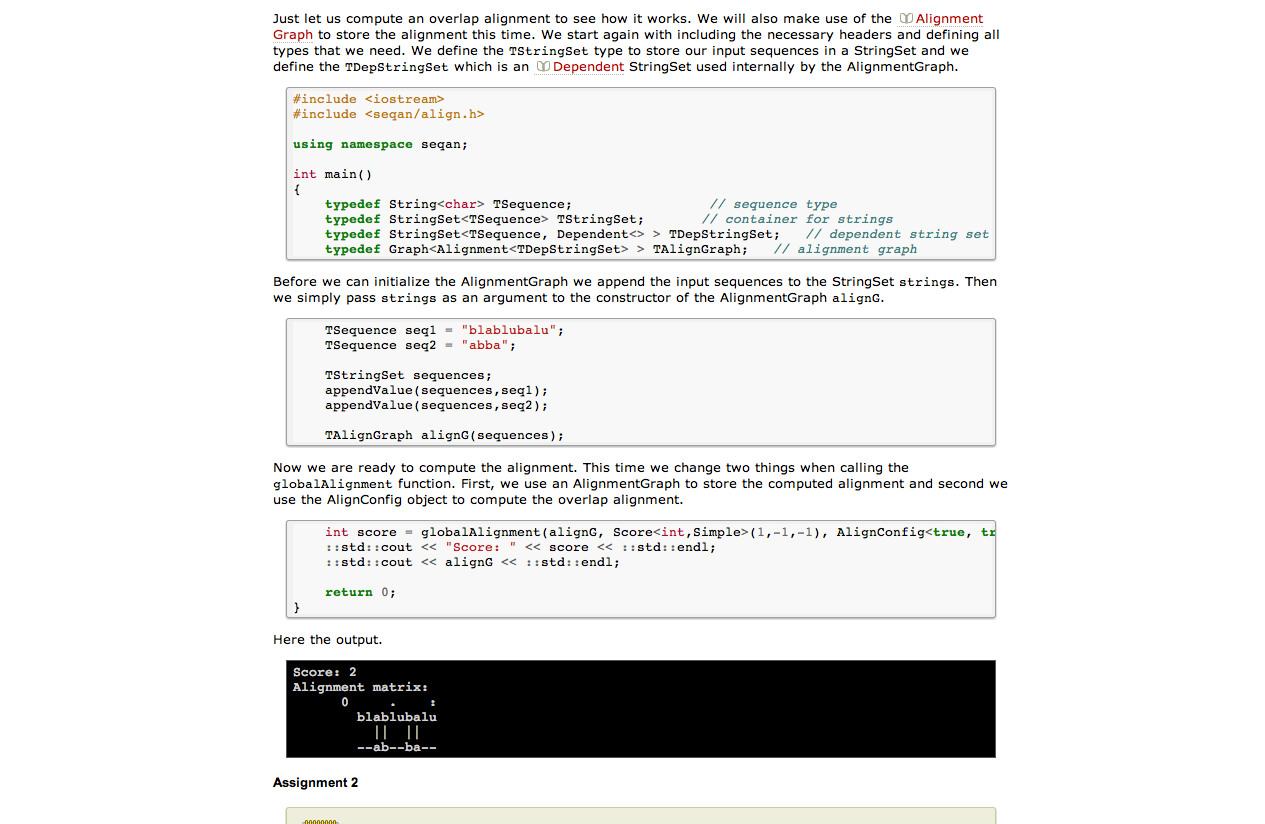 Just let us compute an overlap alignment to see how it works. We will also make use of the Alignment
Graph to store the alignment this time. We start again with including the necessary headers and defining all
types that we need. We define the TStringSet type to store our input sequences in a StringSet and we
define the TDepStringSet which is an Dependent StringSet used internally by the AlignmentGraph.
#include <iostream>
#include <seqan/align.h>
using namespace seqan;
int main()
{
typedef String<char> TSequence; // sequence type
typedef StringSet<TSequence> TStringSet; // container for strings
typedef StringSet<TSequence, Dependent<> > TDepStringSet; // dependent string set
typedef Graph<Alignment<TDepStringSet> > TAlignGraph; // alignment graph
Before we can initialize the AlignmentGraph we append the input sequences to the StringSet strings. Then
we simply pass strings as an argument to the constructor of the AlignmentGraph alignG.
TSequence seq1 = "blablubalu";
TSequence seq2 = "abba";
TStringSet sequences;
appendValue(sequences,seq1);
appendValue(sequences,seq2);
TAlignGraph alignG(sequences);
Now we are ready to compute the alignment. This time we change two things when calling the
globalAlignment function. First, we use an AlignmentGraph to store the computed alignment and second we
use the AlignConfig object to compute the overlap alignment.
int score = globalAlignment(alignG, Score<int,Simple>(1,-1,-1), AlignConfig<true, tr
::std::cout << "Score: " << score << ::std::endl;
::std::cout << alignG << ::std::endl;
return 0;
}
Here the output.
Score: 2
Alignment matrix:
0 . :
blablubalu
|| ||
--ab--ba--
Assignment 2